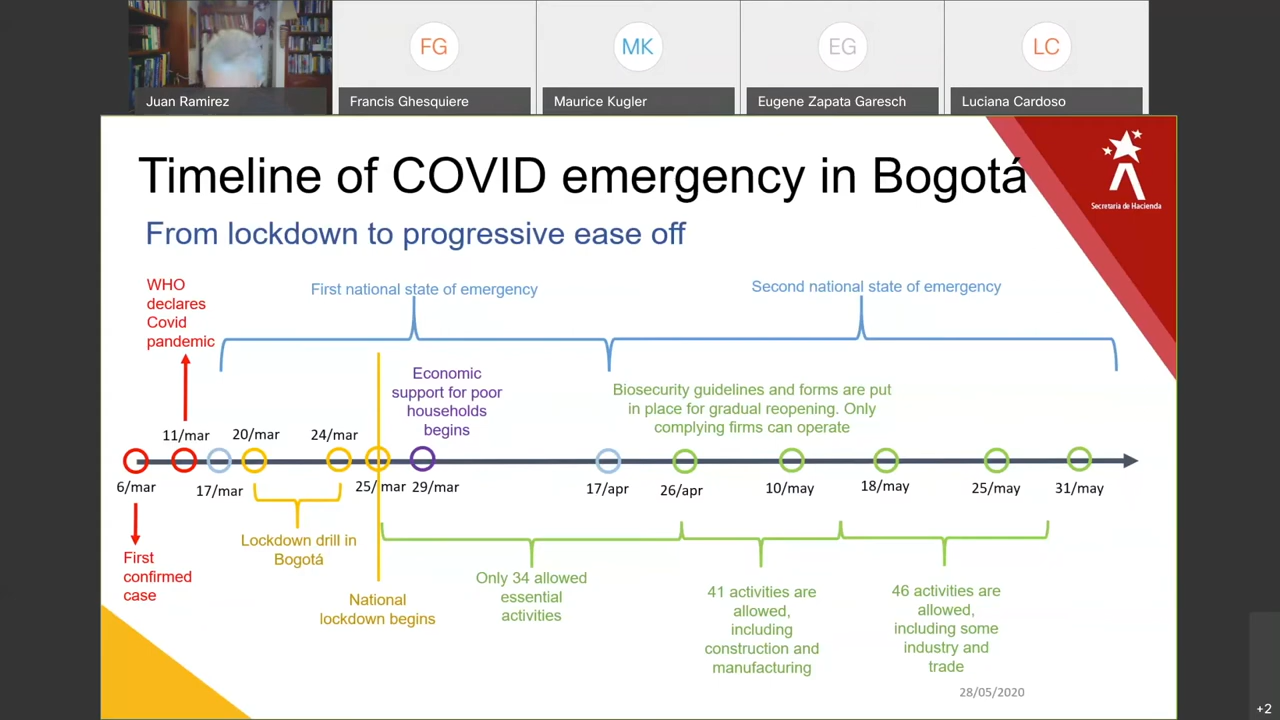 FG
MK
EG
LC
Juan Ramirez
Francis Ghesquiere
Maurice Kugler
Eugene Zapata Garesch
Luciana Cardoso
Timeline of COVID emergency in Bogotá
Secretaría de Hacienda
From lockdown to progressive ease off
WHO
declares
Covid
pandemic
First national state of emergency
Second national state of emergency
Economic
support for poor
households
begins
Biosecurity guidelines and forms are put
in place for gradual reopening. Only
complying firms can operate
11/mar
20/mar
24/mar
6/mar
17/mar
25/mar
29/mar
17/apr
26/apr
10/may
18/may
25/may
31/may
First
confirmed
case
Lockdown drill in
Bogotá
National
lockdown begins
Only 34 allowed
essential
activities
41 activities are
allowed,
including
construction and
manufacturing
46 activities are
allowed,
including some
industry and
trade
28/05/2020
+2